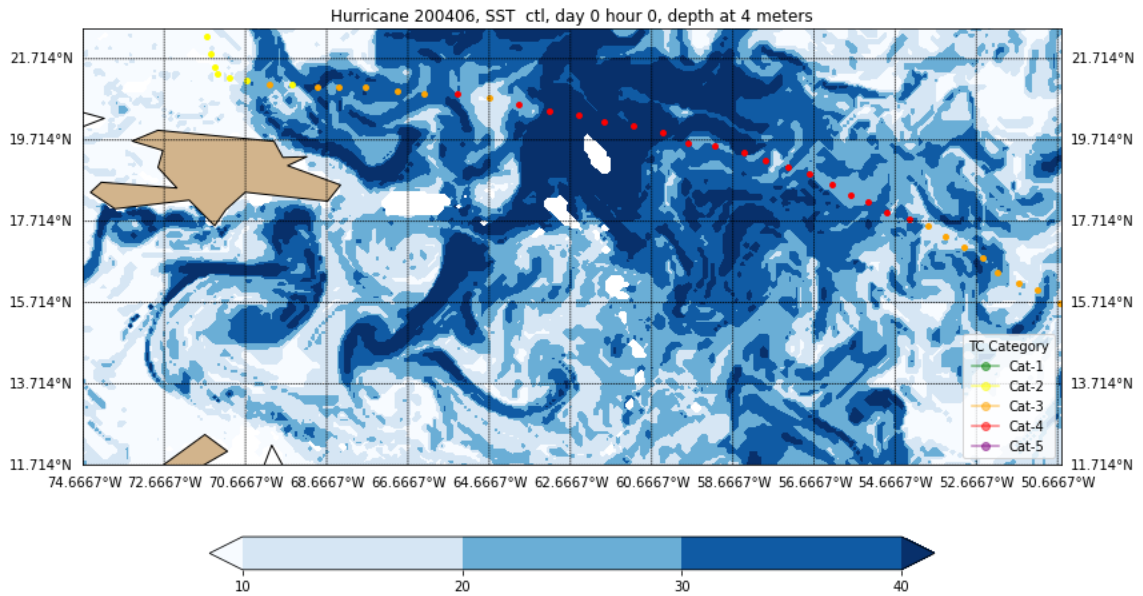 Hurricane 200406, SST  ctl, day 0 hour 0, depth at 4 meters
21.714°N
21.714°N
19.714°N
19.714°N
17.714°N
17.714°N
15.714°N
15.714°N
TC Category
Cat-1
Cat-2
Cat-3
Cat-4
Cat-5
13.714°N
13.714°N
11.714°N
11.714°N
74.6667°W 72.6667°W 70.6667°W 68.6667°W 66.6667°W 64.6667°W 62.6667°W 60.6667°W 58.6667°W 56.6667°W 54.6667°W 52.6667°W 50.6667°W
10 20 30 40